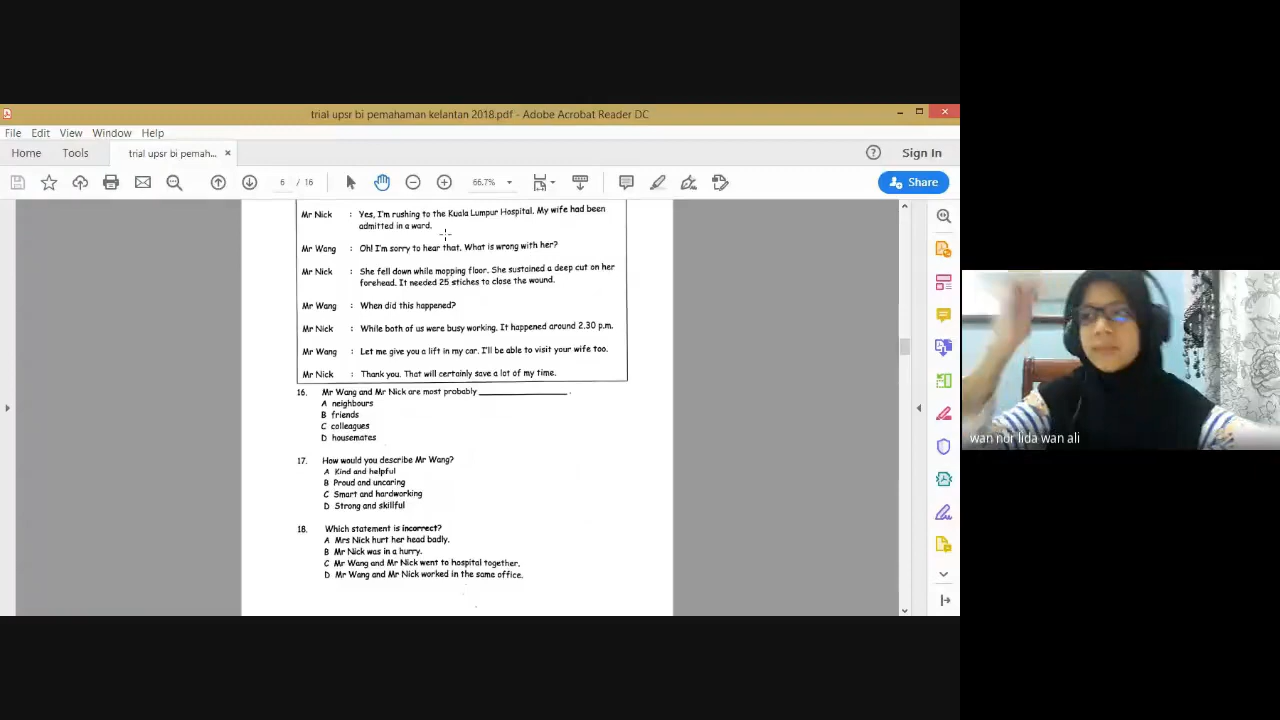 trial upsr bi pemahaman kelantan 2018.pdf - Adobe Acrobat Reader DC
File Edit View Window Help
Home Tools trial upsr bi pemah... × Sign In
6 / 16 66.7% Share
Mr Nick : Yes, I'm rushing to the Kuala Lumpur Hospital. My wife had been
admitted in a ward.
Mr Wang : Oh! I'm sorry to hear that. What is wrong with her?
Mr Nick : She fell down while mopping floor. She sustained a deep cut on her
forehead. It needed 25 stiches to close the wound.
Mr Wang : When did this happened?
Mr Nick : While both of us were busy working. It happened around 2.30 p.m.
Mr Wang : Let me give you a lift in my car. I'll be able to visit your wife too.
Mr Nick : Thank you. That will certainly save a lot of my time.
16. Mr Wang and Mr Nick are most probably ____________ .
A neighbours
B friends
C colleagues
D housemates
17. How would you describe Mr Wang?
A Kind and helpful
B Proud and uncaring
C Smart and hardworking
D Strong and skillful
18. Which statement is incorrect?
A Mrs Nick hurt her head badly.
B Mr Nick was in a hurry.
C Mr Wang and Mr Nick went to hospital together.
D Mr Wang and Mr Nick worked in the same office.
wan nor lida wan ali